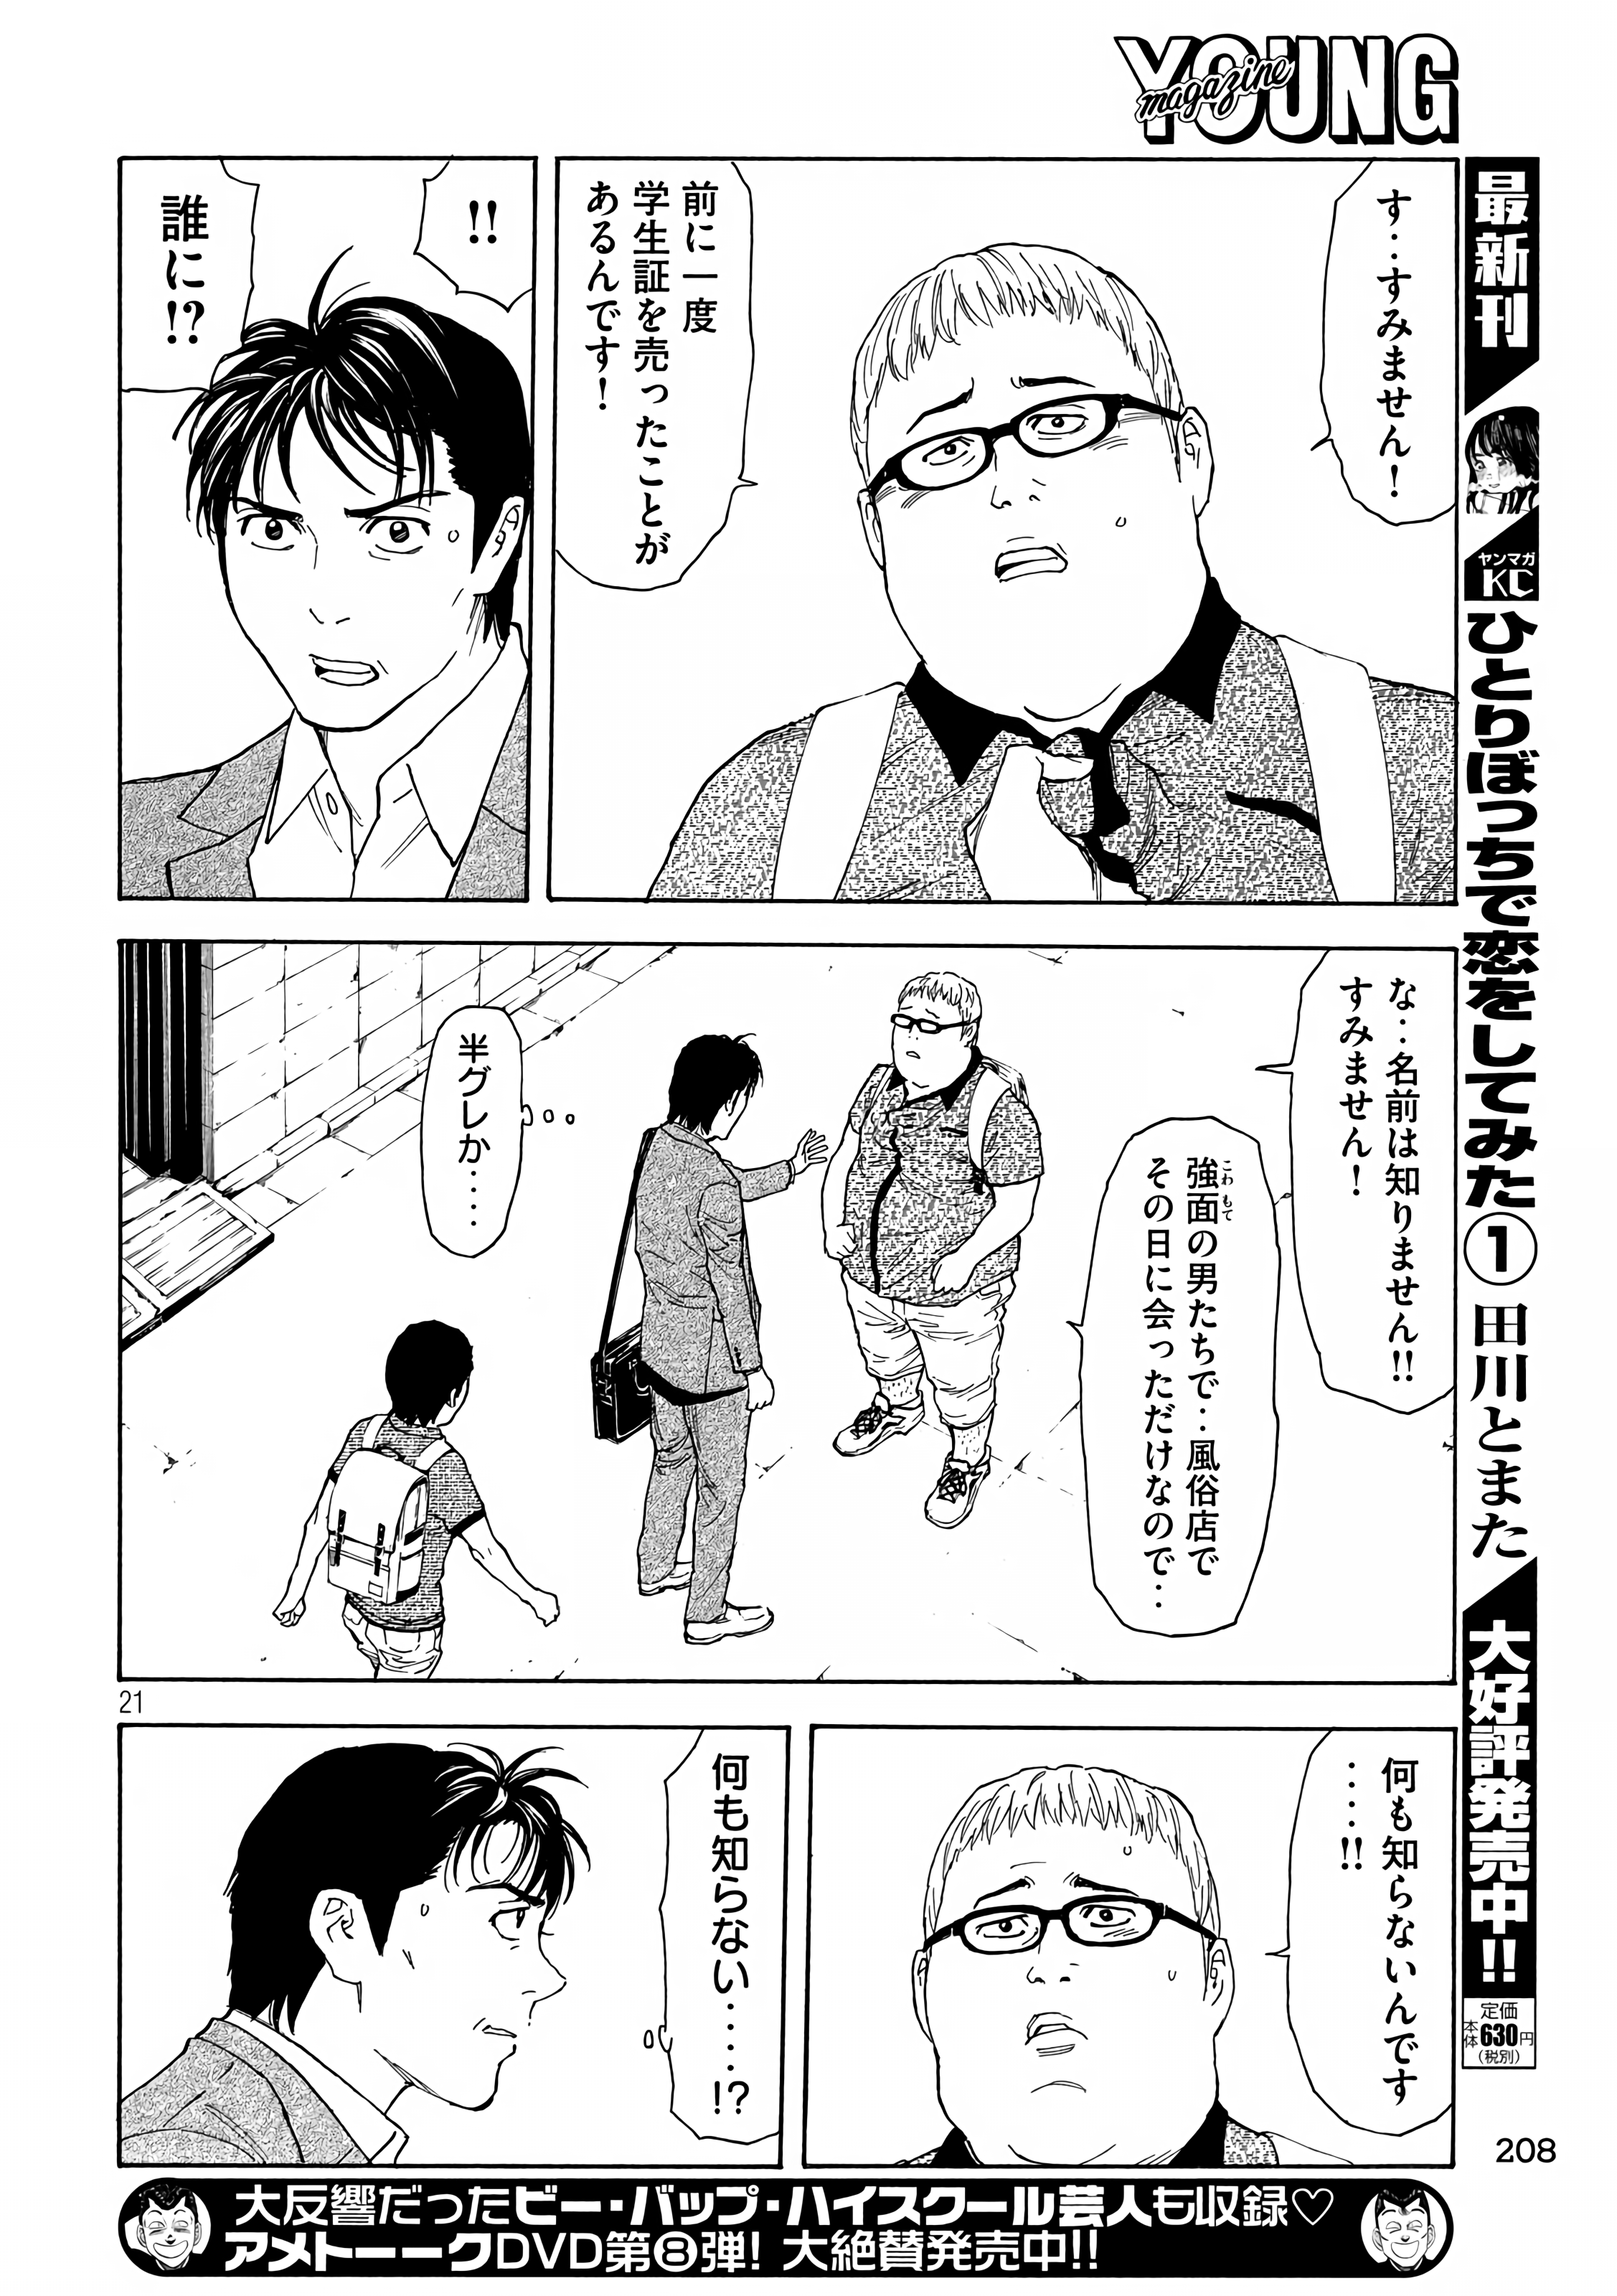 YOUNG
magazine
す‥すみません！
前に一度
学生証を売ったことが
あるんです！
!!
誰に!?
な‥名前は知りません!!
すみません！
強面の男たちで‥風俗店で
こわもて
その日に会っただけなので‥
半グレか‥‥
21
何も知らないんです
‥‥!!
何も知らない‥‥!?
最新刊
ヤンマガ
KC
ひとりぼっちで恋をしてみた①
田川とまた
大好評発売中!!
定価
本体630円
(税別)
208
大反響だったビー・バップ・ハイスクール芸人も収録♡
アメトーークDVD第⑧弾! 大絶賛発売中!!